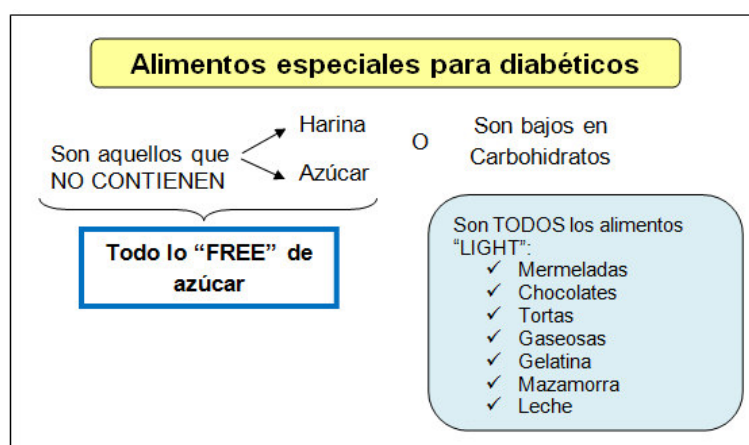 Alimentos especiales para diabéticos
Son aquellos que
NO CONTIENEN
Harina
Azúcar
O
Son bajos en
Carbohidratos
Todo lo “FREE” de
azúcar
Son TODOS los alimentos
“LIGHT”:
✓ Mermeladas
✓ Chocolates
✓ Tortas
✓ Gaseosas
✓ Gelatina
✓ Mazamorra
✓ Leche